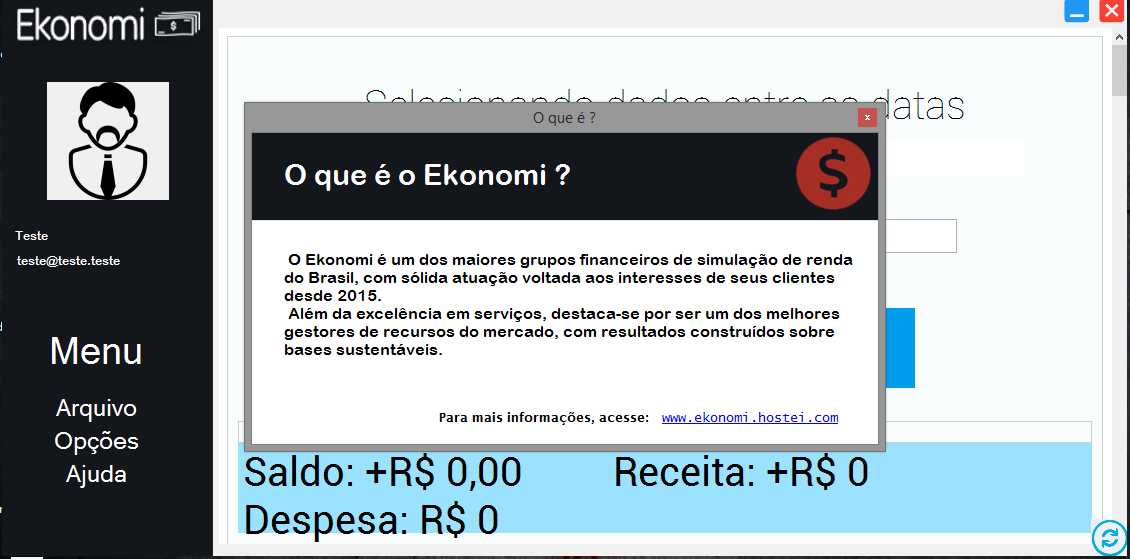 Ekonomi
$
Teste
teste@teste.teste
Menu
Arquivo
Opções
Ajuda
Selecionando dados entre as datas
O que é ?
x
O que é o Ekonomi ?
$
O Ekonomi é um dos maiores grupos financeiros de simulação de renda
do Brasil, com sólida atuação voltada aos interesses de seus clientes
desde 2015.
Além da excelência em serviços, destaca-se por ser um dos melhores
gestores de recursos do mercado, com resultados construídos sobre
bases sustentáveis.
Para mais informações, acesse: www.ekonomi.hostei.com
Saldo: +R$ 0,00 Receita: +R$ 0
Despesa: R$ 0